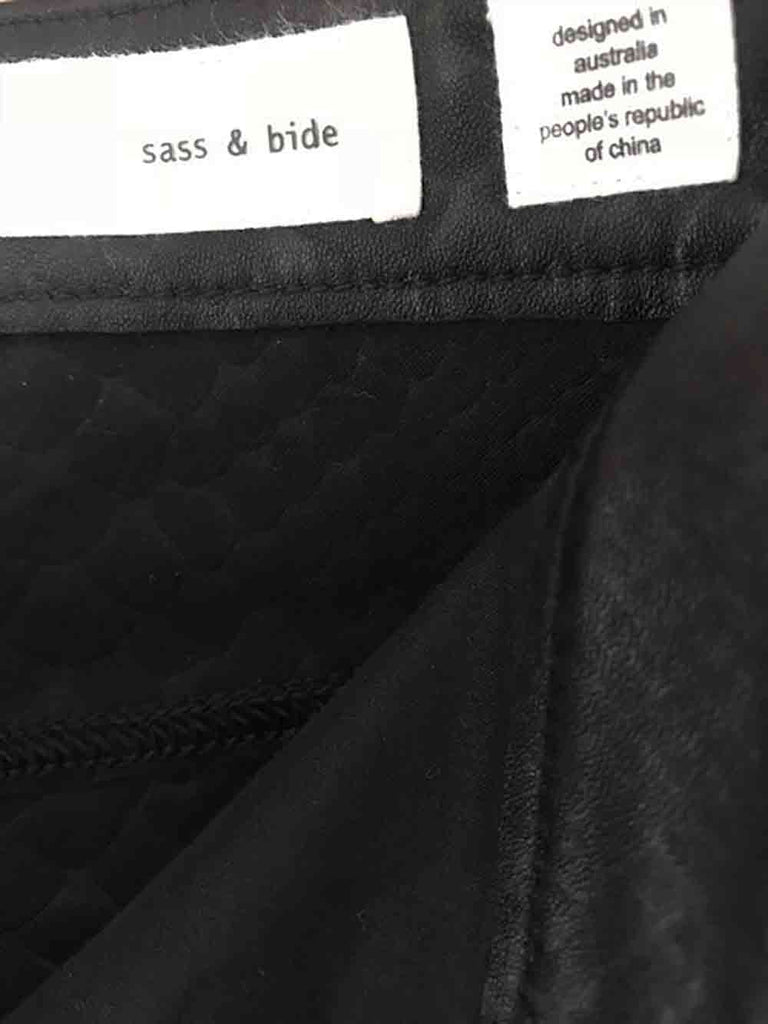 sass & bide
designed in
australia
made in the
people's republic
of china